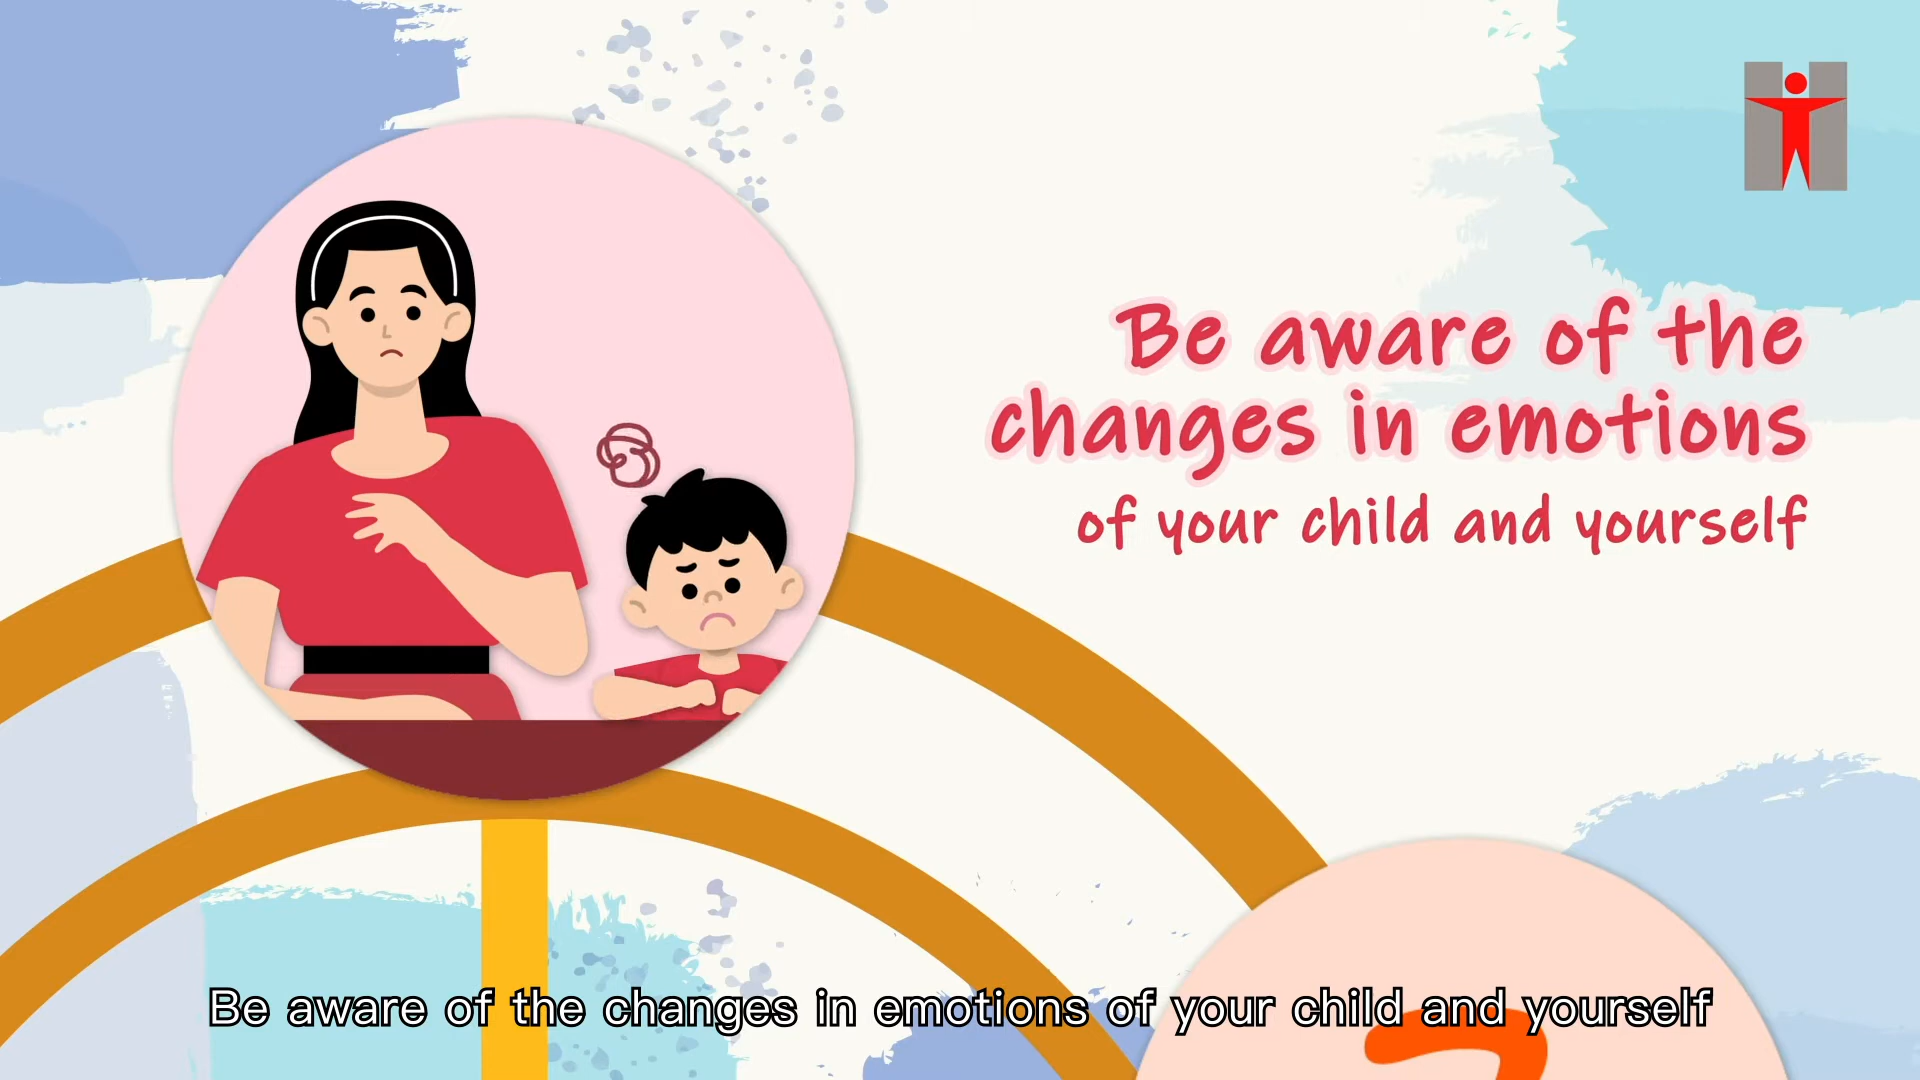 Be aware of the
changes in emotions
of your child and yourself
Be aware of the changes in emotions of your child and yourself